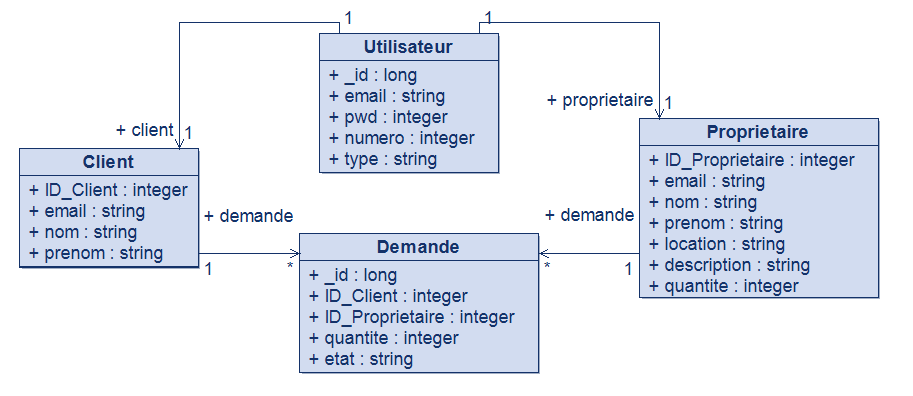 1
1
Utilisateur
+ _id : long
+ email : string
+ pwd : integer
+ numero : integer
+ type : string
+ client
1
+ proprietaire
1
Client
+ ID_Client : integer
+ email : string
+ nom : string
+ prenom : string
Proprietaire
+ ID_Proprietaire : integer
+ email : string
+ nom : string
+ prenom : string
+ location : string
+ description : string
+ quantite : integer
+ demande
1
*
+ demande
*
1
Demande
+ _id : long
+ ID_Client : integer
+ ID_Proprietaire : integer
+ quantite : integer
+ etat : string